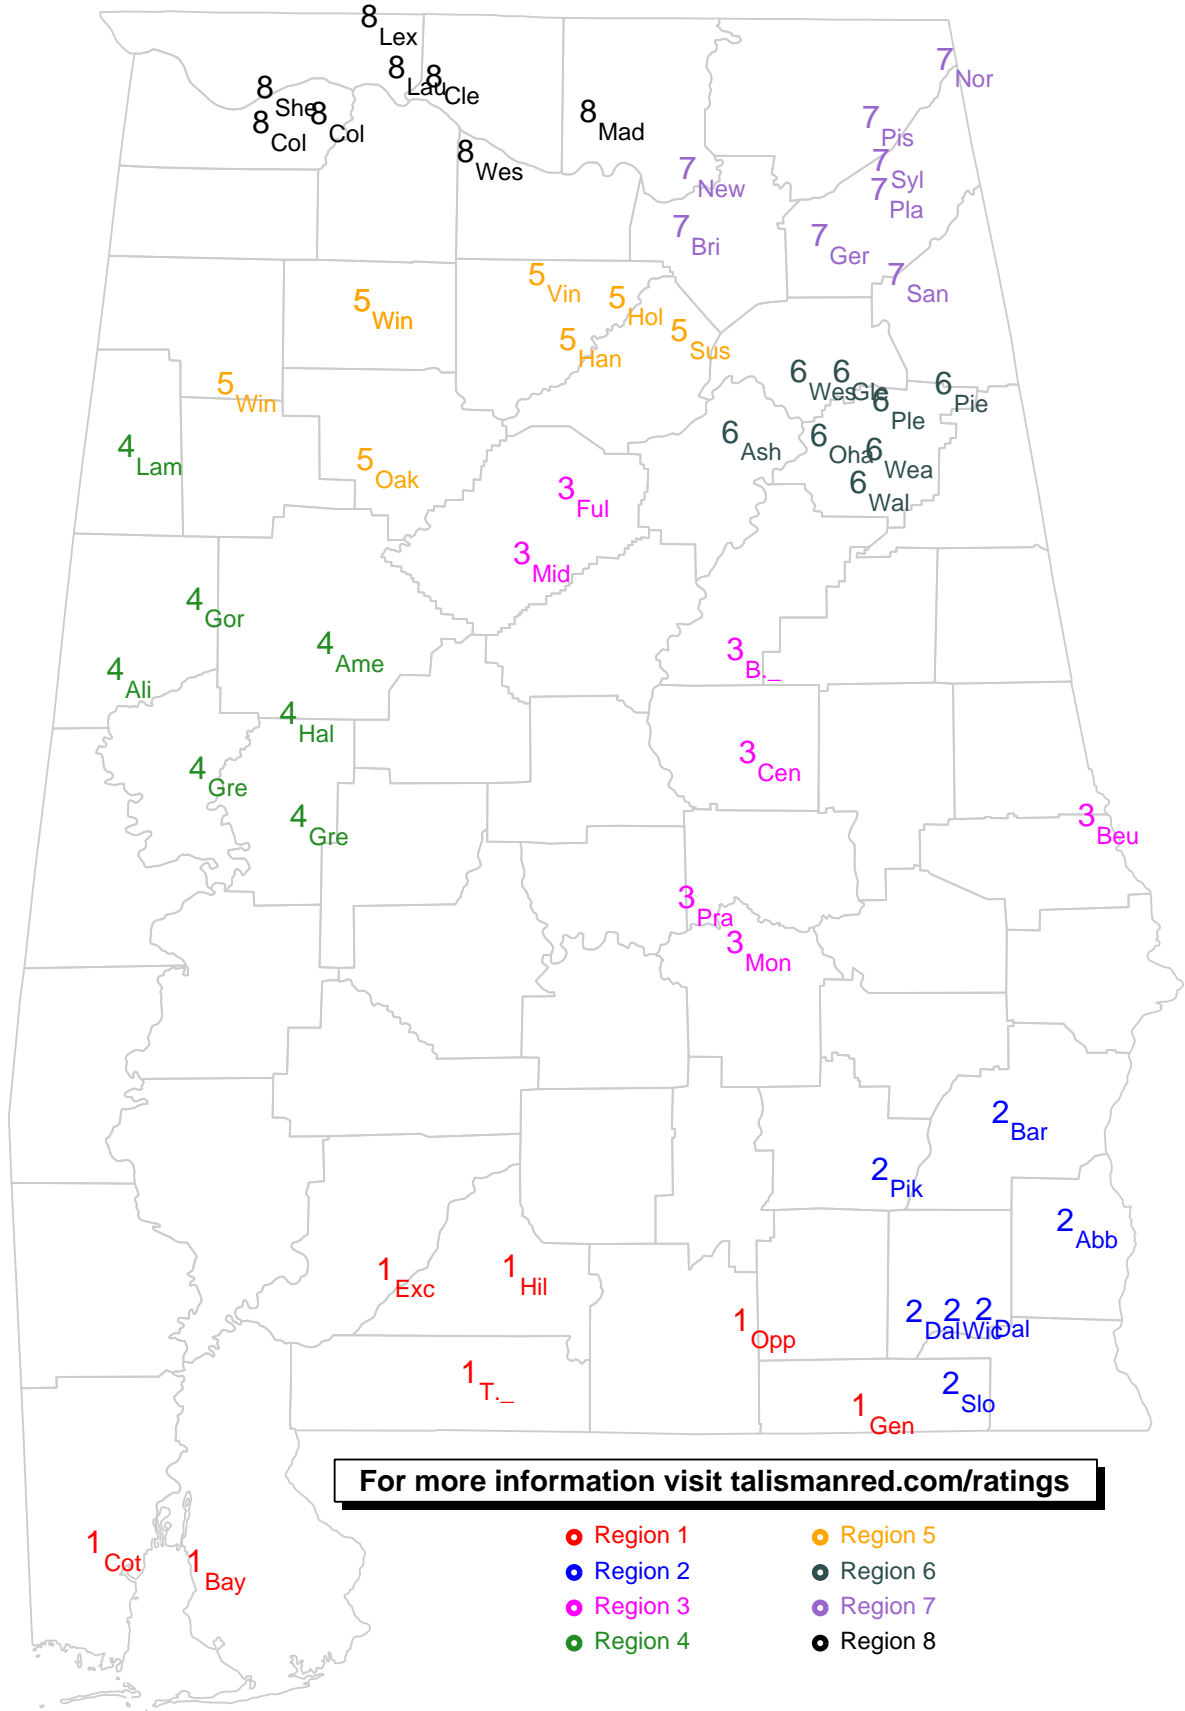 8 Lex
8 Lau
8 Cle
8 She
8 Col
8 Col
8 Mad
8 Wes
7 Nor
7 Pis
7 Syl
7 Pla
7 New
7 Bri
7 Ger
7 San
5 Vin
5 Win
5 Hol
5 Han
5 Sus
5 Win
5 Oak
6 Wes
6 Gle
6 Ple
6 Pie
6 Ash
6 Oha
6 Wea
6 Wal
4 Lam
3 Ful
3 Mid
4 Gor
4 Ame
4 Ali
3 B._
4 Hal
4 Gre
3 Cen
4 Gre
3 Beu
3 Pra
3 Mon
2 Bar
2 Pik
2 Abb
1 Exc
1 Hil
1 Opp
2 Dal
2 Wic
2 Dal
1 T._
2 Slo
1 Gen
For more information visit talismanred.com/ratings
1 Cot
1 Bay
Region 1
Region 2
Region 3
Region 4
Region 5
Region 6
Region 7
Region 8